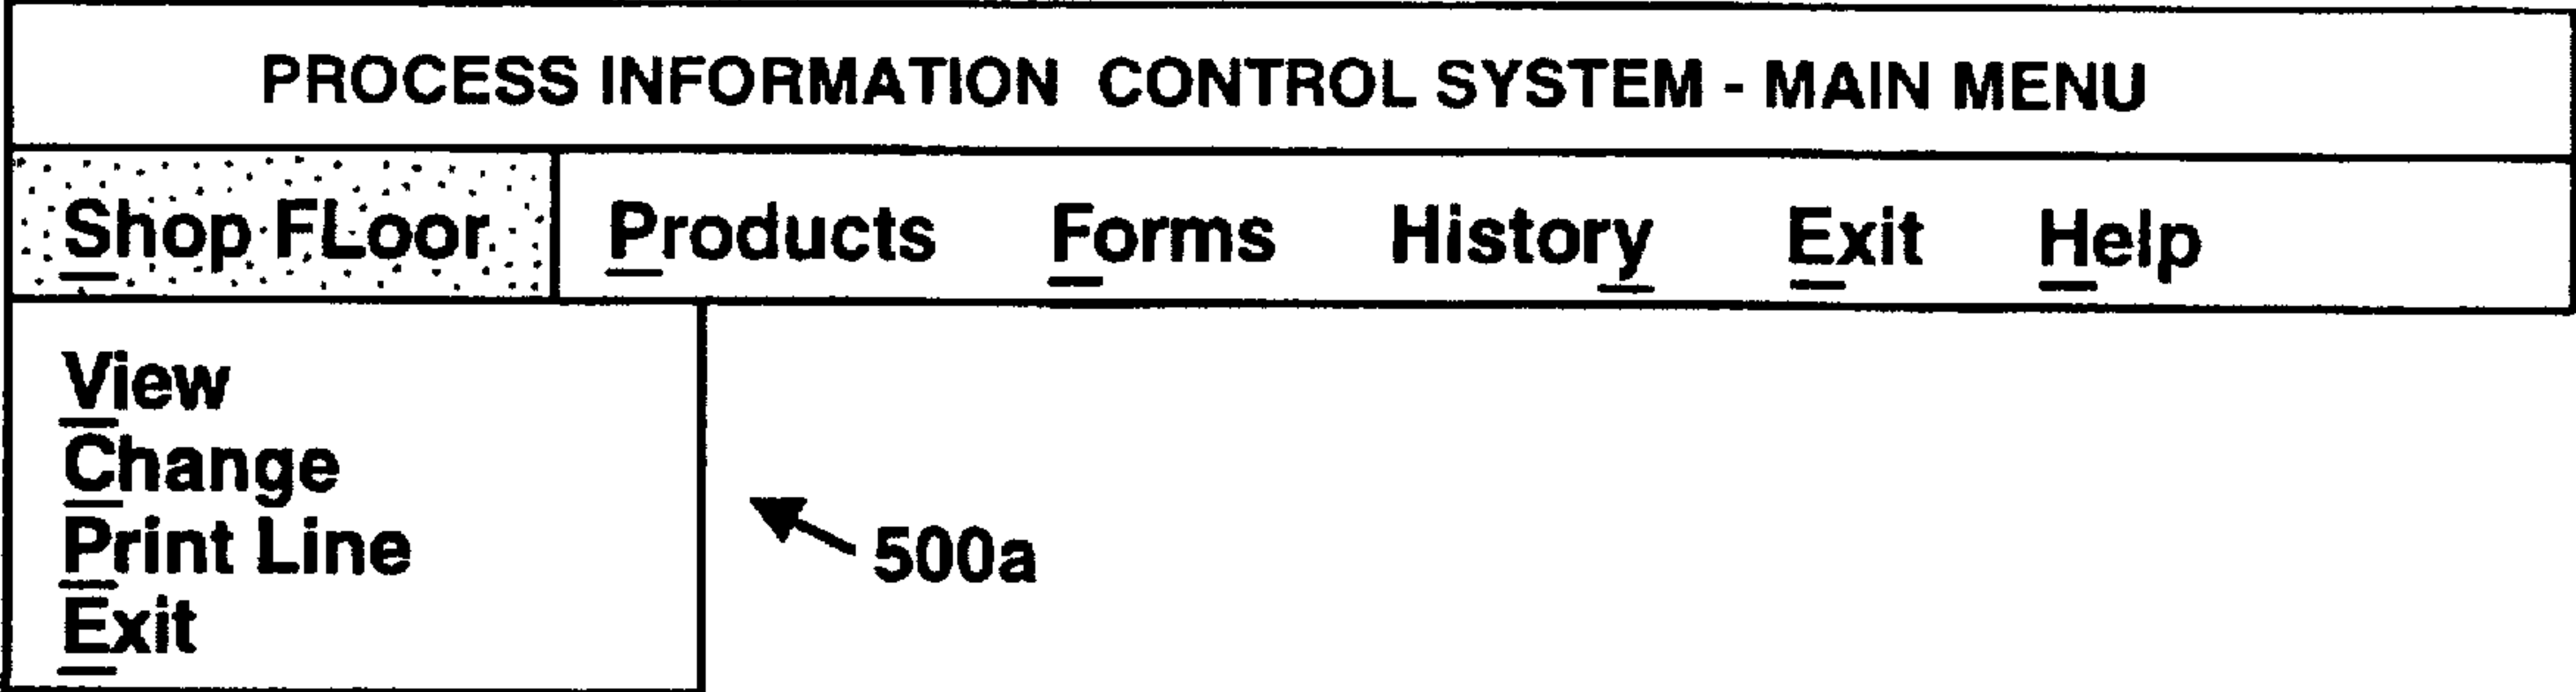 PROCESS INFORMATION CONTROL SYSTEM - MAIN MENU
Shop FLoor Products Forms History Exit Help
View
Change
Print Line
Exit
500a